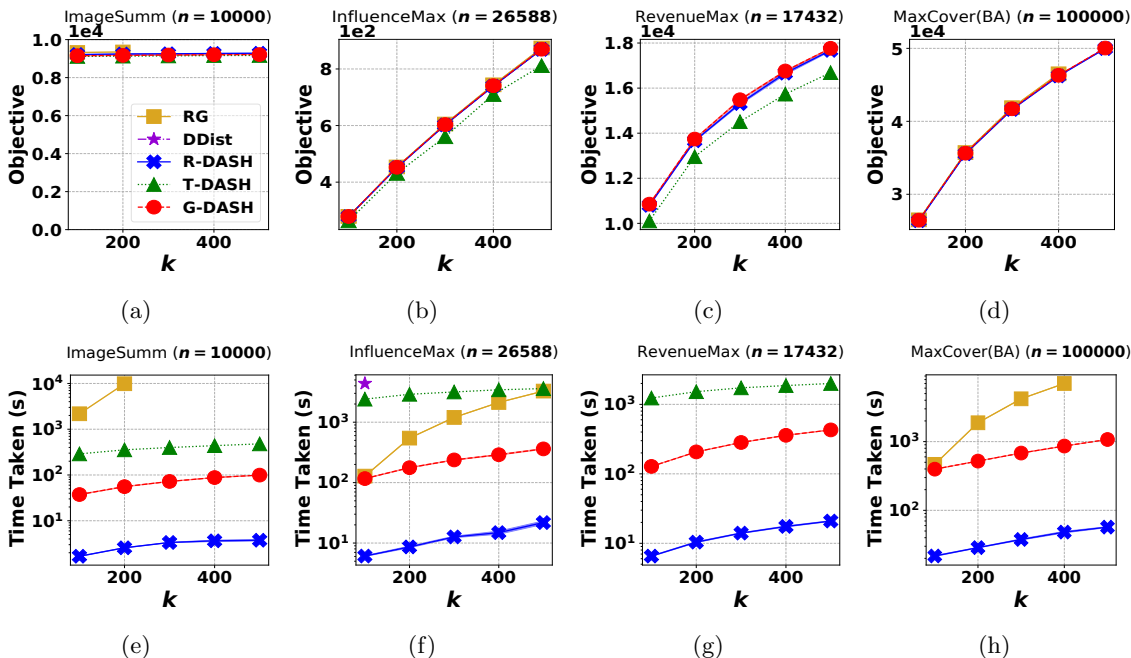 ImageSumm (n = 10000)
1e4
1.0
0.8
0.6
0.4
0.2
0.0
Objective
RG
DDist
R-DASH
T-DASH
G-DASH
200
400
k
(a)
InfluenceMax (n = 26588)
1e2
8
6
4
Objective
200
400
k
(b)
RevenueMax (n = 17432)
1e4
1.8
1.6
1.4
1.2
1.0
Objective
200
400
k
(c)
MaxCover(BA) (n = 100000)
1e4
5
4
3
Objective
200
400
k
(d)
ImageSumm (n = 10000)
10^4
10^3
10^2
10^1
Time Taken (s)
200
400
k
(e)
InfluenceMax (n = 26588)
10^3
10^2
10^1
Time Taken (s)
200
400
k
(f)
RevenueMax (n = 17432)
10^3
10^2
10^1
Time Taken (s)
200
400
k
(g)
MaxCover(BA) (n = 100000)
10^3
10^2
Time Taken (s)
200
400
k
(h)